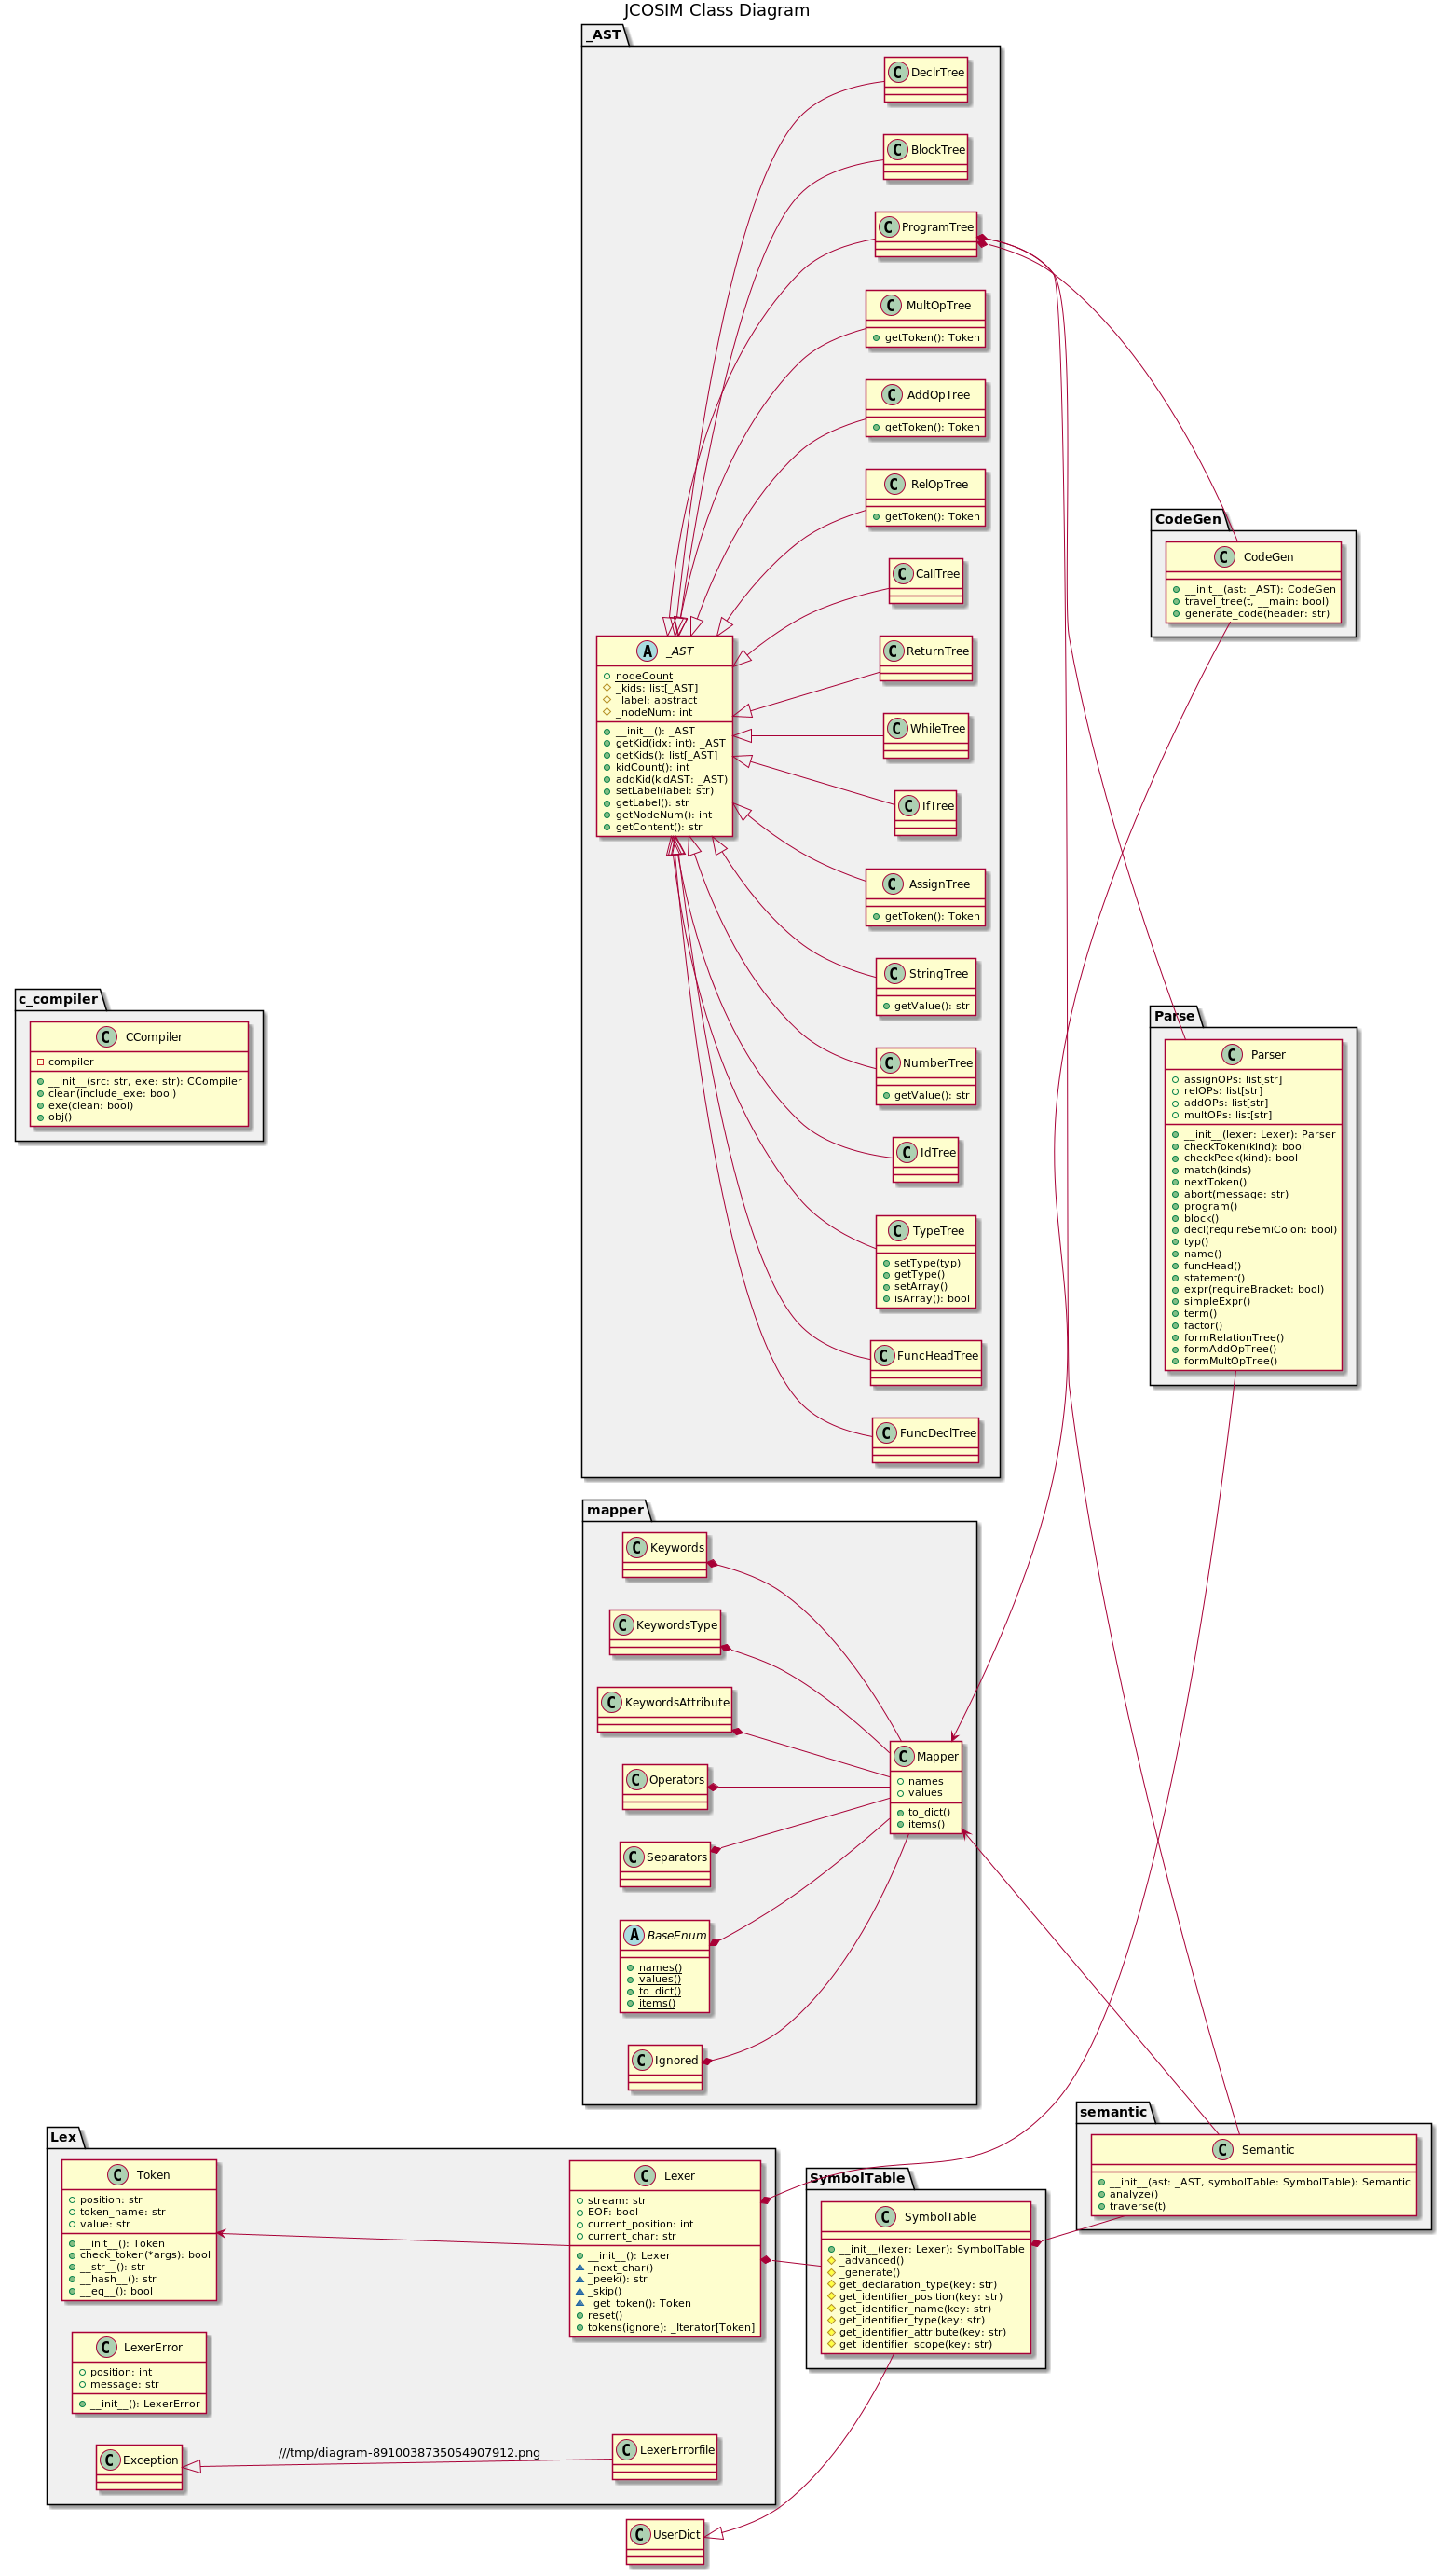 JCOSIM Class Diagram
_AST
C DeclrTree
C BlockTree
C ProgramTree
C MultOpTree
getToken(): Token
C AddOpTree
getToken(): Token
C RelOpTree
getToken(): Token
C CallTree
C ReturnTree
C WhileTree
C IfTree
C AssignTree
getToken(): Token
C StringTree
getValue(): str
C NumberTree
getValue(): str
C IdTree
C TypeTree
setType(typ)
getType()
setArray()
isArray(): bool
C FuncHeadTree
C FuncDeclTree
A _AST
nodeCount
_kids: list[_AST]
_label: abstract
_nodeNum: int
__init__(): _AST
getKid(idx: int): _AST
getKids(): list[_AST]
kidCount(): int
addKid(kidAST: _AST)
setLabel(label: str)
getLabel(): str
getNodeNum(): int
getContent(): str
CodeGen
C CodeGen
__init__(ast: _AST): CodeGen
travel_tree(t, __main: bool)
generate_code(header: str)
c_compiler
C CCompiler
compiler
__init__(src: str, exe: str): CCompiler
clean(include_exe: bool)
exe(clean: bool)
obj()
Parse
C Parser
assignOPs: list[str]
relOPs: list[str]
addOPs: list[str]
multOPs: list[str]
__init__(lexer: Lexer): Parser
checkToken(kind): bool
checkPeek(kind): bool
match(kinds)
nextToken()
abort(message: str)
program()
block()
decl(requireSemiColon: bool)
typ()
name()
funcHead()
statement()
expr(requireBracket: bool)
simpleExpr()
term()
factor()
formRelationTree()
formAddOpTree()
formMultOpTree()
mapper
C Keywords
C KeywordsType
C KeywordsAttribute
C Operators
C Separators
A BaseEnum
names()
values()
to_dict()
items()
C Ignored
C Mapper
names
values
to_dict()
items()
Lex
C Token
position: str
token_name: str
value: str
__init__(): Token
check_token(*args): bool
__str__(): str
__hash__(): str
__eq__(): bool
C Lexer
stream: str
EOF: bool
current_position: int
current_char: str
__init__(): Lexer
_next_char()
_peek(): str
_skip()
_get_token(): Token
reset()
tokens(ignore): _Iterator[Token]
C LexerError
position: int
message: str
__init__(): LexerError
C Exception
///tmp/diagram-8910038735054907912.png
C LexerErrorfile
SymbolTable
C SymbolTable
__init__(lexer: Lexer): SymbolTable
_advanced()
_generate()
get_declaration_type(key: str)
get_identifier_position(key: str)
get_identifier_name(key: str)
get_identifier_type(key: str)
get_identifier_attribute(key: str)
get_identifier_scope(key: str)
semantic
C Semantic
__init__(ast: _AST, symbolTable: SymbolTable): Semantic
analyze()
traverse(t)
C UserDict